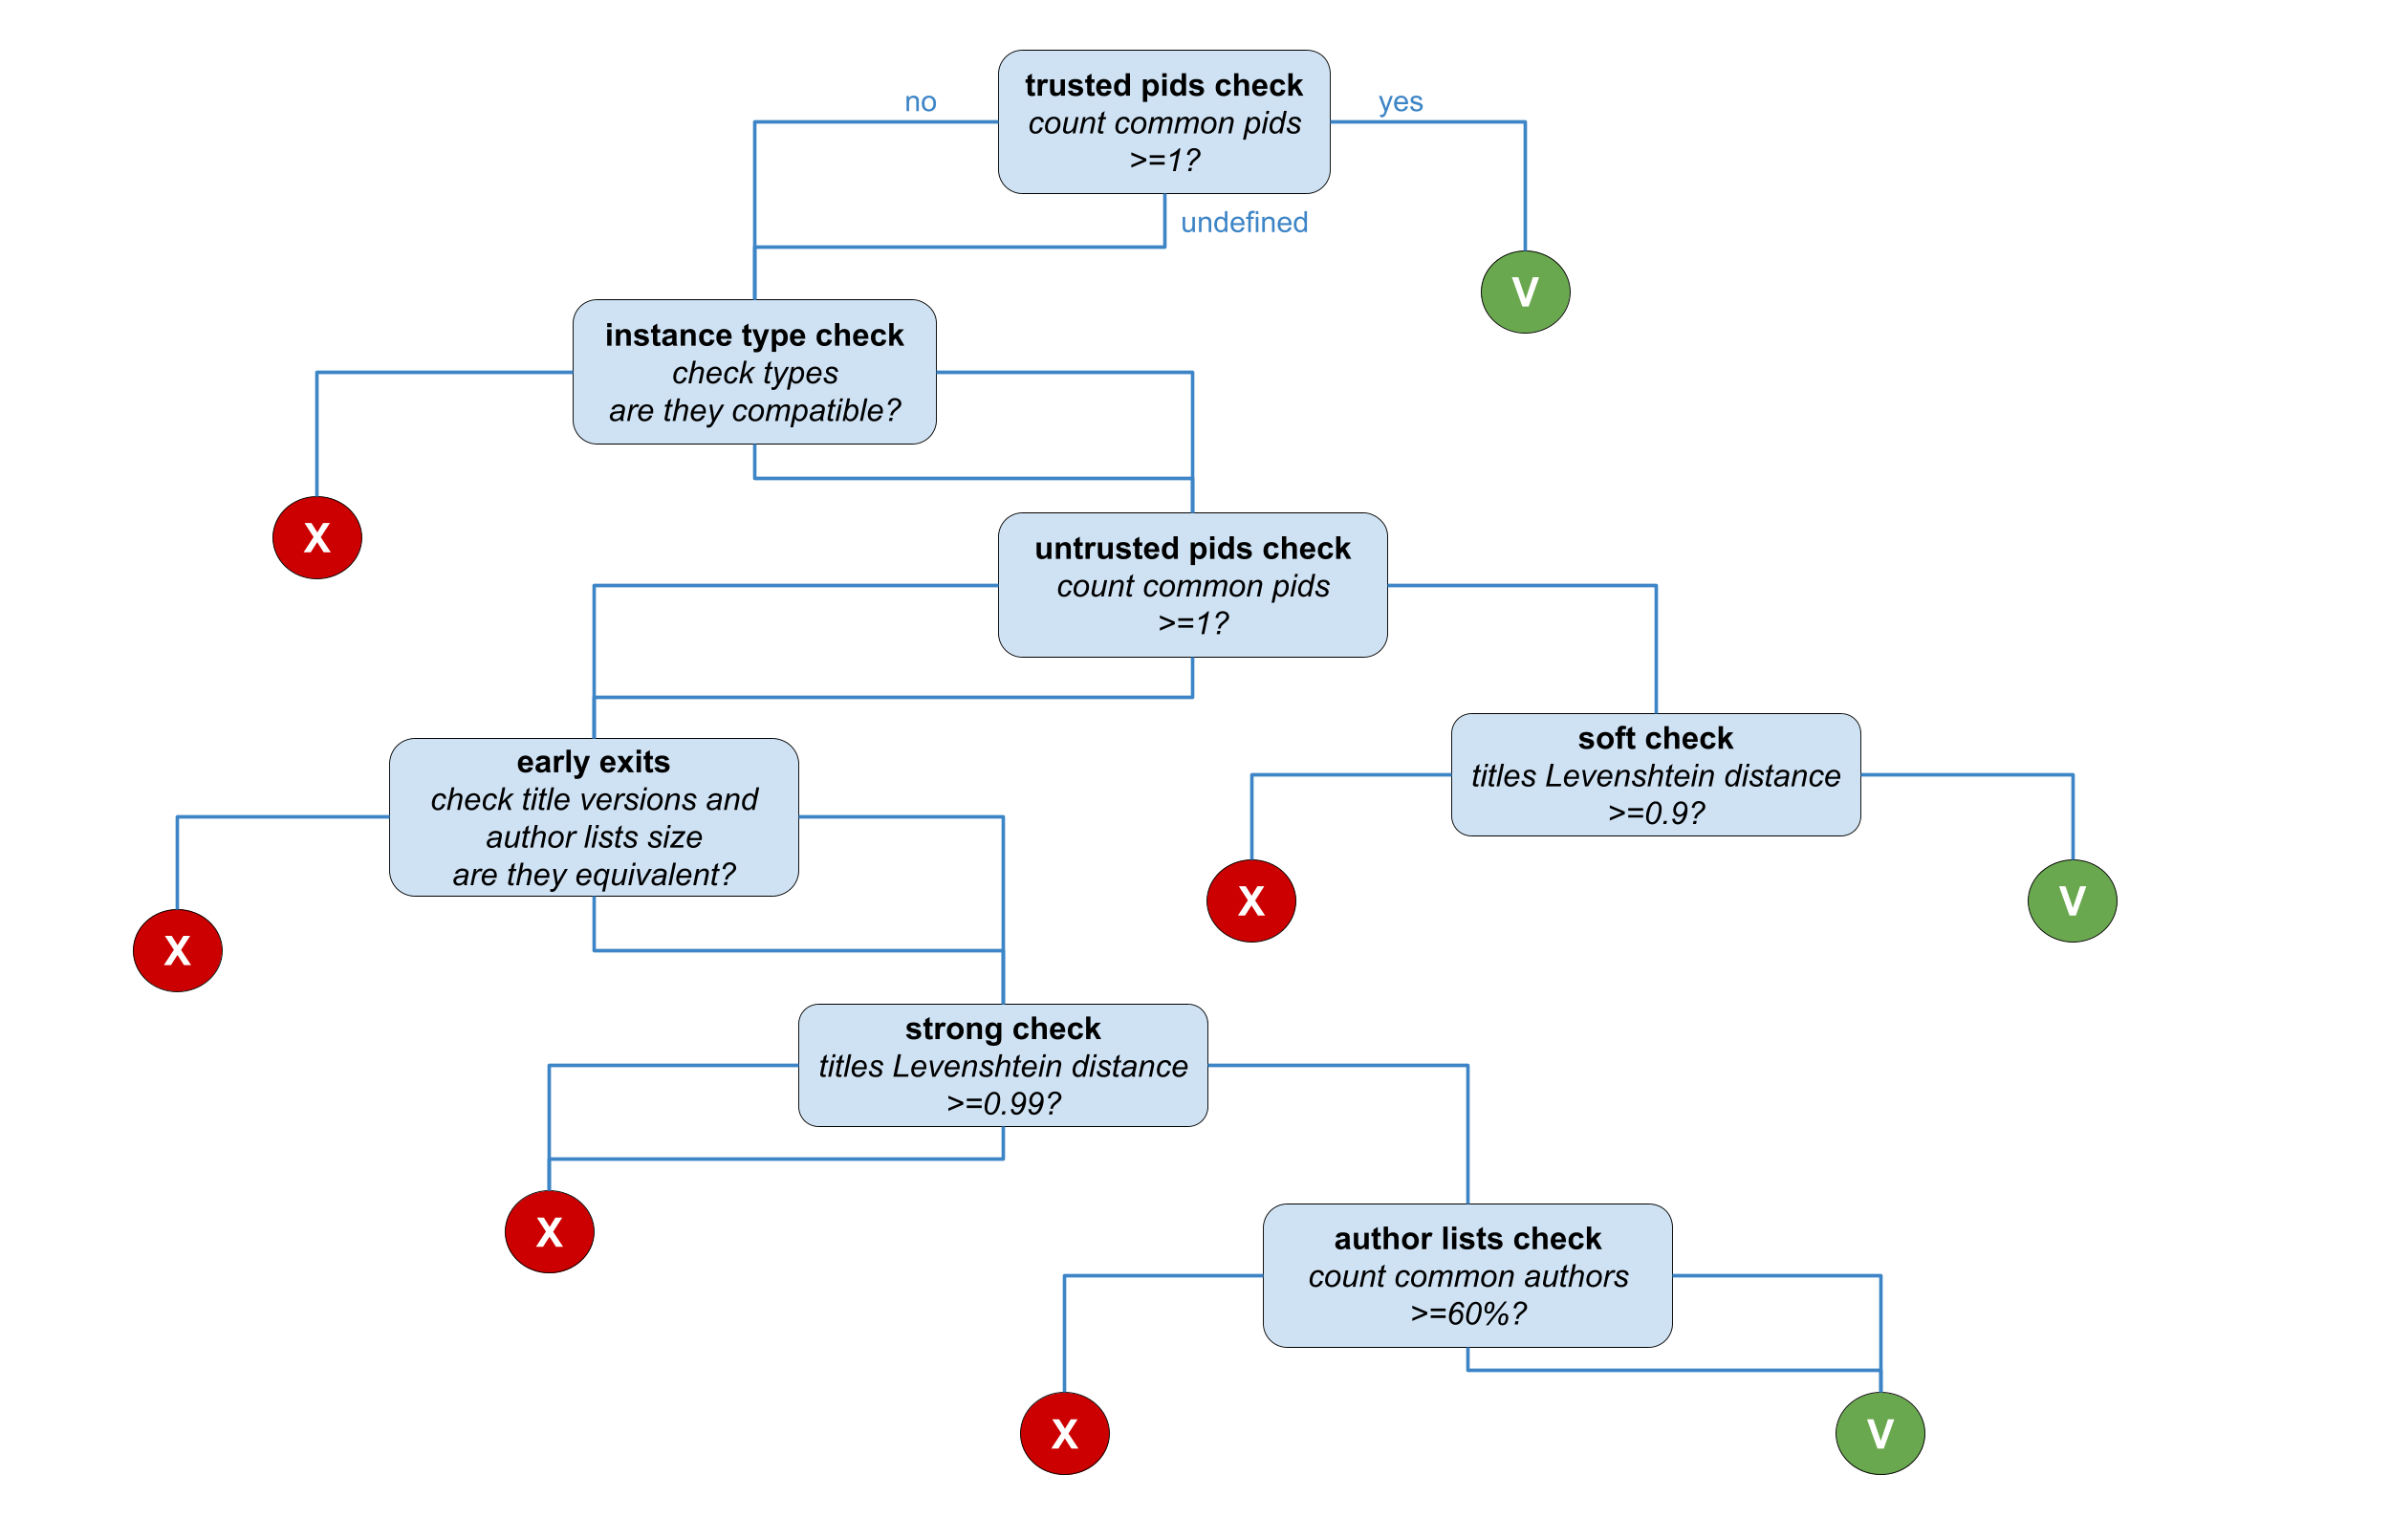 trusted pids check
count common pids
>=1?
no
yes
undefined
V
instance type check
check types
are they compatible?
X
untrusted pids check
count common pids
>=1?
soft check
titles Levenshtein distance
>=0.9?
early exits
check title versions and
author lists size
are they equivalent?
X
V
X
strong check
titles Levenshtein distance
>=0.99?
X
author lists check
count common authors
>=60%?
X
V